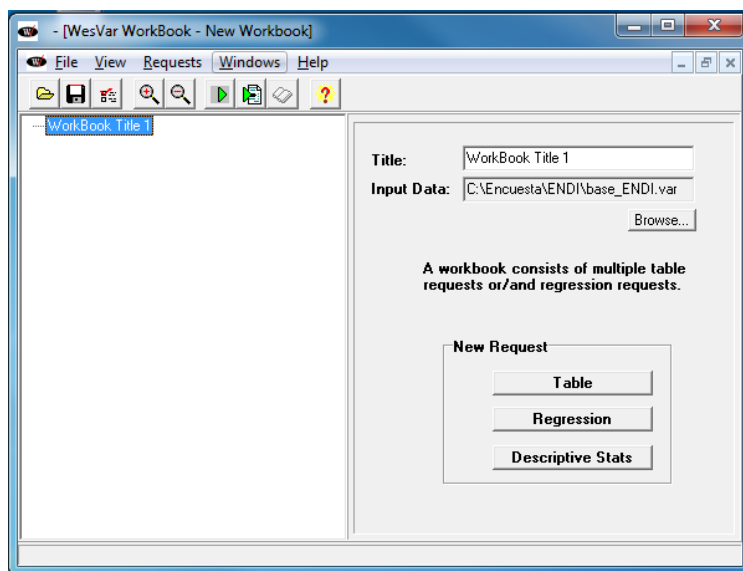 - [WesVar WorkBook - New Workbook]
File View Requests Windows Help
WorkBook Title 1
Title: WorkBook Title 1
Input Data: C:\Encuesta\ENDI\base_ENDI.var
Browse...
A workbook consists of multiple table
requests or/and regression requests.
New Request
Table
Regression
Descriptive Stats